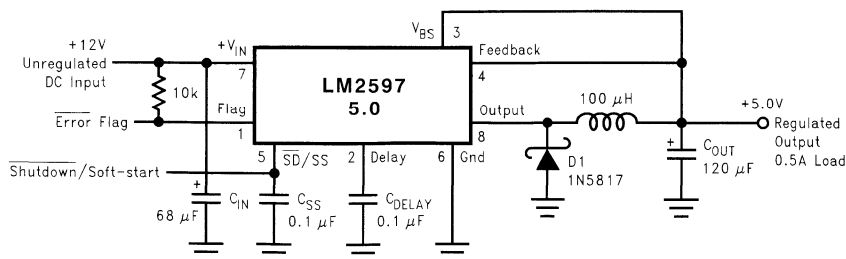 VBS 3
+12V
Unregulated
DC Input
+VIN
7
Feedback
4
LM2597
5.0
10k
Flag
1
Error Flag
Output
8
100 µH
+5.0V
Regulated
Output
0.5A Load
Shutdown/Soft-start
5 SD/SS
2 Delay
6 Gnd
D1
1N5817
+
COUT
120 µF
+
CIN
68 µF
CSS
0.1 µF
CDELAY
0.1 µF